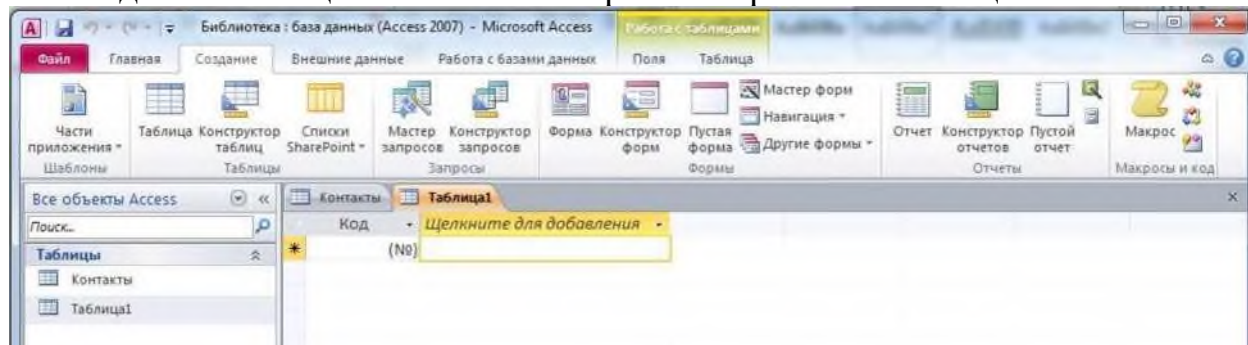 Библиотека : база данных (Access 2007) - Microsoft Access Работа с таблицами
Файл Главная Создание Внешние данные Работа с базами данных Поля Таблица
Части приложения Таблица Конструктор таблиц Списки SharePoint Мастер запросов Конструктор запросов Форма Конструктор форм Пустая форма Мастер форм Навигация Другие формы Отчет Конструктор отчетов Пустой отчет Макрос
Шаблоны Таблицы Запросы Формы Отчеты Макросы и код
Все объекты Access « Контакты Таблица1
Поиск... Код Щелкните для добавления
Таблицы * (№)
Контакты
Таблица1